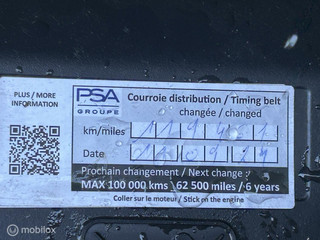 PLUS / MORE
INFORMATION
PSA
GROUPE
Courroie distribution / Timing belt
changée / changed
km/miles
Date
Prochain changement / Next change :
MAX 100 000 kms / 62 500 miles / 6 years
Coller sur le moteur / Stick on the engine
mobilox